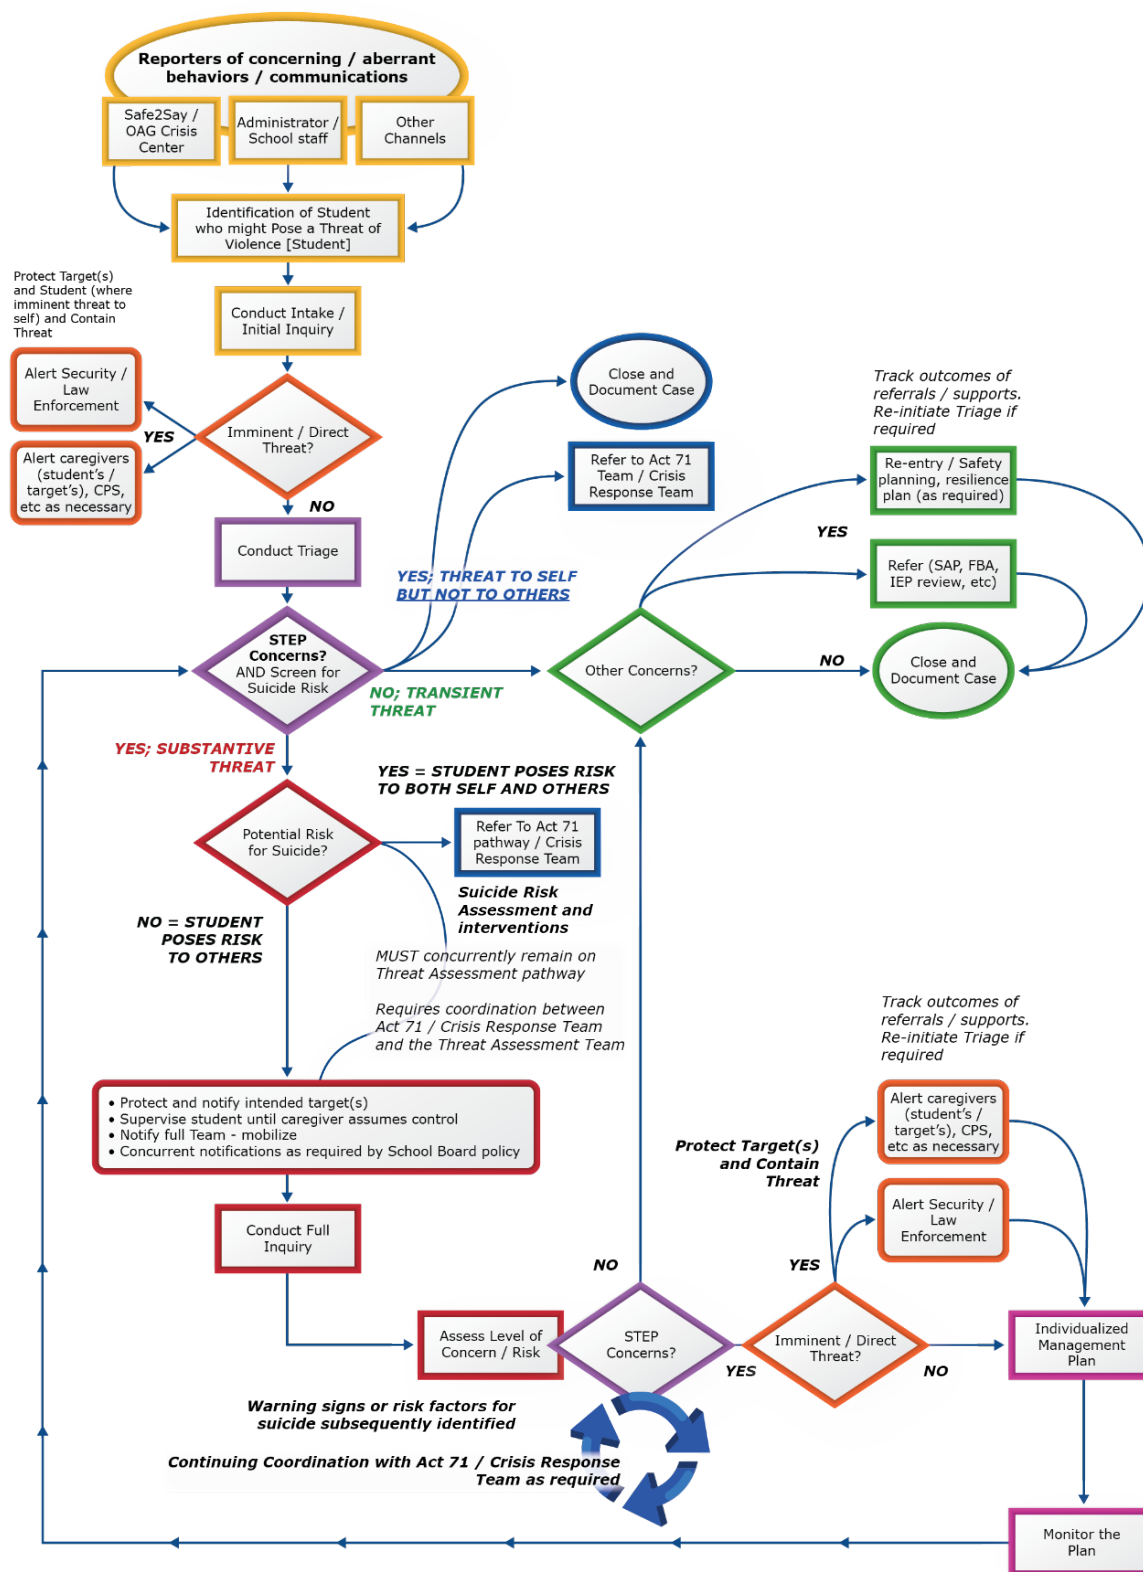 Reporters of concerning / aberrant
behaviors / communications
Safe2Say /
OAG Crisis
Center
Administrator /
School staff
Other
Channels
Identification of Student
who might Pose a Threat of
Violence [Student]
Protect Target(s)
and Student (where
imminent threat to
self) and Contain
Threat
Conduct Intake /
Initial Inquiry
Alert Security /
Law
Enforcement
Alert caregivers
(student's /
target's), CPS,
etc as necessary
YES
Imminent / Direct
Threat?
NO
Conduct Triage
Close and
Document Case
Refer to Act 71
Team / Crisis
Response Team
YES; THREAT TO SELF
BUT NOT TO OTHERS
Track outcomes of
referrals / supports.
Re-initiate Triage if
required
Re-entry / Safety
planning, resilience
plan (as required)
YES
Refer (SAP, FBA,
IEP review, etc)
STEP
Concerns?
AND Screen for
Suicide Risk
NO; TRANSIENT
THREAT
Other Concerns?
NO
Close and
Document Case
YES; SUBSTANTIVE
THREAT
YES = STUDENT POSES RISK
TO BOTH SELF AND OTHERS
Potential Risk
for Suicide?
Refer To Act 71
pathway / Crisis
Response Team
Suicide Risk
Assessment and
interventions
NO = STUDENT
POSES RISK
TO OTHERS
MUST concurrently remain on
Threat Assessment pathway
Requires coordination between
Act 71 / Crisis Response Team
and the Threat Assessment Team
• Protect and notify intended target(s)
• Supervise student until caregiver assumes control
• Notify full Team - mobilize
• Concurrent notifications as required by School Board policy
Track outcomes of
referrals / supports.
Re-initiate Triage if
required
Alert caregivers
(student's /
target's), CPS,
etc as necessary
Protect Target(s)
and Contain
Threat
Alert Security /
Law
Enforcement
Conduct Full
Inquiry
NO
YES
Assess Level of
Concern / Risk
STEP
Concerns?
YES
Imminent / Direct
Threat?
NO
Individualized
Management
Plan
Warning signs or risk factors for
suicide subsequently identified
Continuing Coordination with Act 71 / Crisis Response
Team as required
Monitor the
Plan